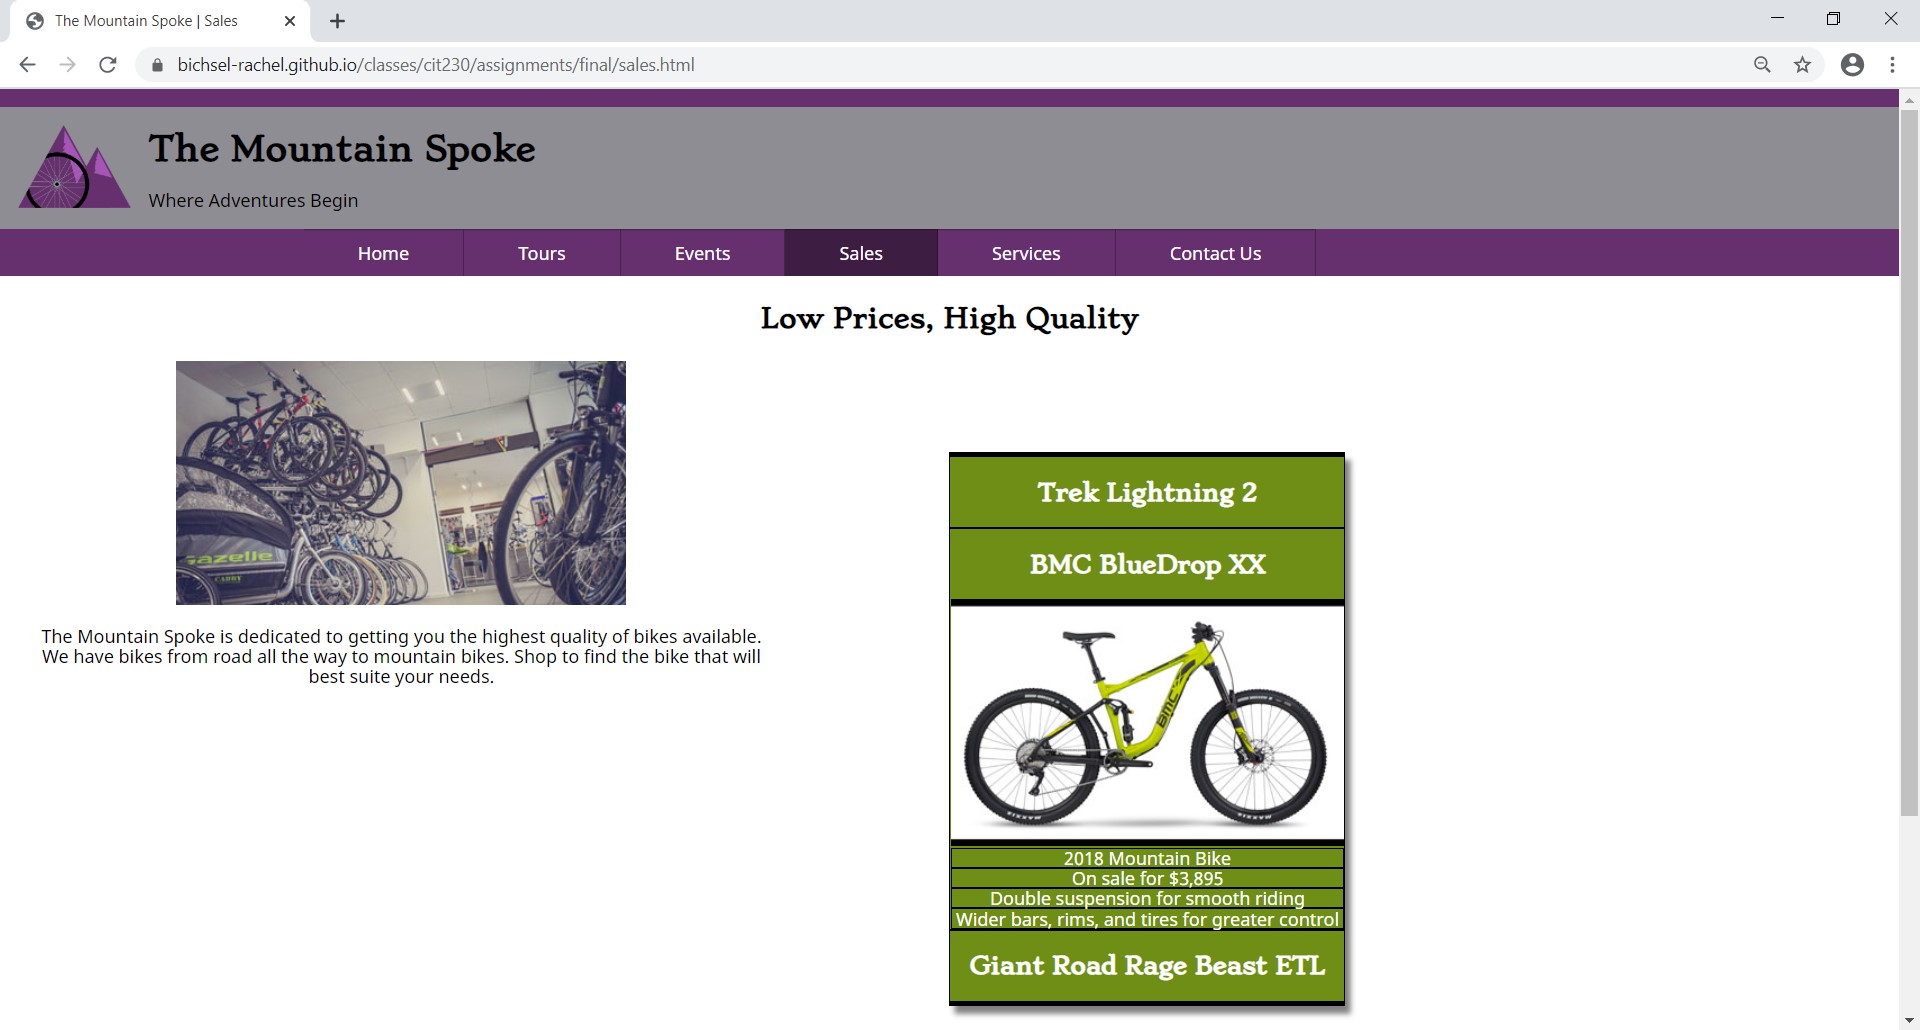 The Mountain Spoke | Sales
bichsel-rachel.github.io/classes/cit230/assignments/final/sales.html
The Mountain Spoke
Where Adventures Begin
Home Tours Events Sales Services Contact Us
Low Prices, High Quality
gazelle
CABBY
The Mountain Spoke is dedicated to getting you the highest quality of bikes available.
We have bikes from road all the way to mountain bikes. Shop to find the bike that will
best suite your needs.
Trek Lightning 2
BMC BlueDrop XX
BMC
MAXXIS
MAXXIS
2018 Mountain Bike
On sale for $3,895
Double suspension for smooth riding
Wider bars, rims, and tires for greater control
Giant Road Rage Beast ETL